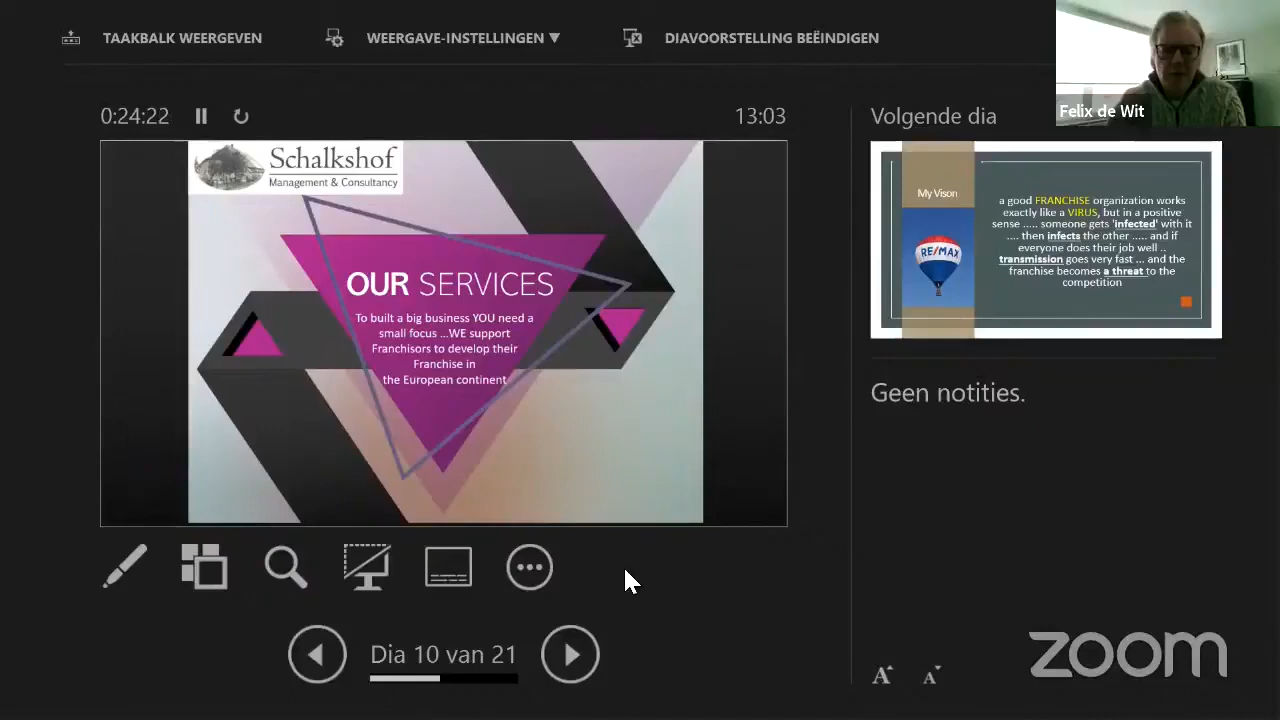 TAAKBALK WEERGEVEN
WEERGAVE-INSTELLINGEN ▼
DIAVOORSTELLING BEËINDIGEN
Felix de Wit
0:24:22
13:03
Volgende dia
Schalkshof
Management & Consultancy
OUR SERVICES
To built a big business YOU need a
small focus ...WE support
Franchisors to develop their
Franchise in
the European continent
My Vison
RE/MAX
a good FRANCHISE organization works
exactly like a VIRUS, but in a positive
sense ..... someone gets 'infected' with it
.... then infects the other ..... and if
everyone does their job well ..
transmission goes very fast ... and the
franchise becomes a threat to the
competition
Geen notities.
Dia 10 van 21
A A
zoom